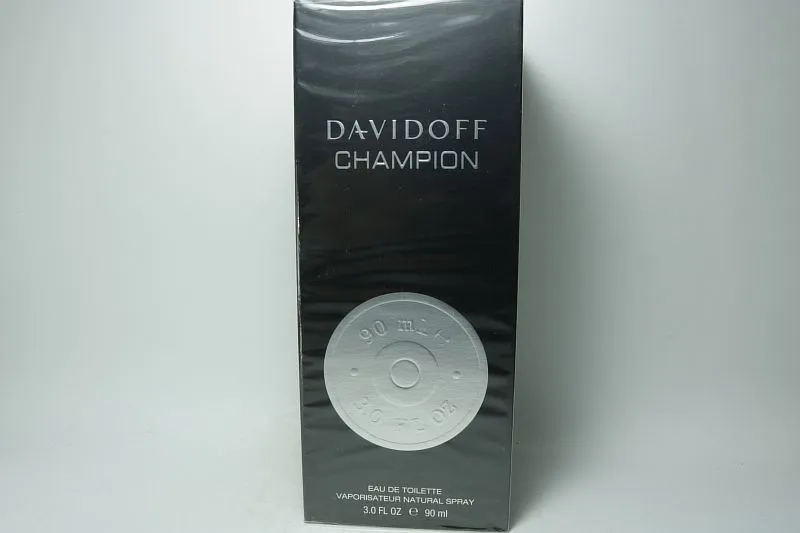 DAVIDOFF
CHAMPION
90 ml
3.0 FL OZ
EAU DE TOILETTE
VAPORISATEUR NATURAL SPRAY
3.0 FL OZ ℮ 90 ml